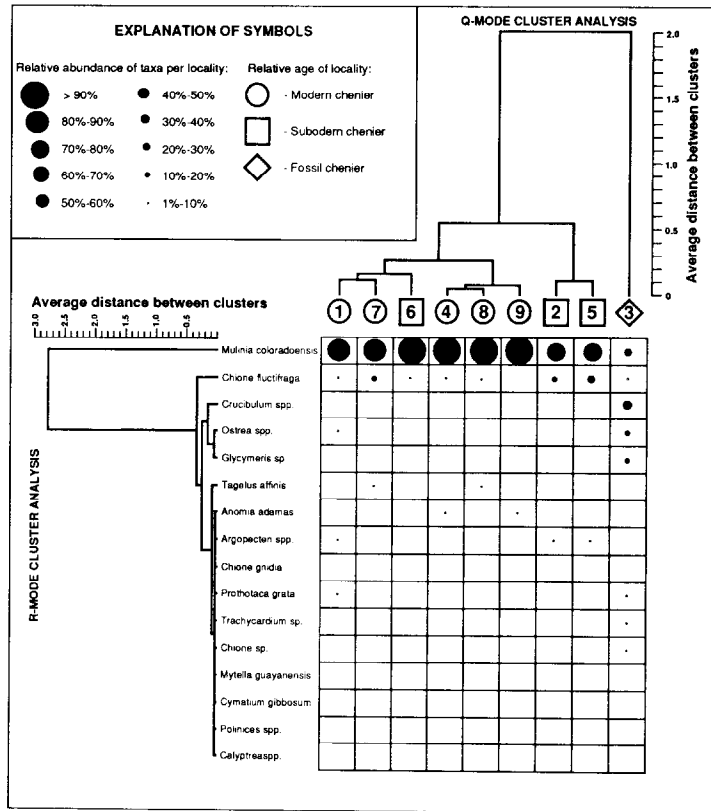 Q-MODE CLUSTER ANALYSIS
EXPLANATION OF SYMBOLS
Relative abundance of taxa per locality:
> 90%
80%-90%
70%-80%
60%-70%
50%-60%
40%-50%
30%-40%
20%-30%
10%-20%
1%-10%
Relative age of locality:
- Modern chenier
- Subodern chenier
- Fossil chenier
2.0
1.5
1.0
0.5
0
Average distance between clusters
Average distance between clusters
3.0 2.5 2.0 1.5 1.0 0.5
1 7 6 4 8 9 2 5 3
R-MODE CLUSTER ANALYSIS
Mulinia coloradoensis
Chione fluctifraga
Crucibulum spp.
Ostrea spp.
Glycymeris sp
Tagelus affinis
Anomia adamas
Argopecten spp.
Chione gnidia
Prothotaca grata
Trachycardium sp.
Chione sp.
Mytella guayanensis
Cymatium gibbosum
Polinices spp.
Calyptreaspp.